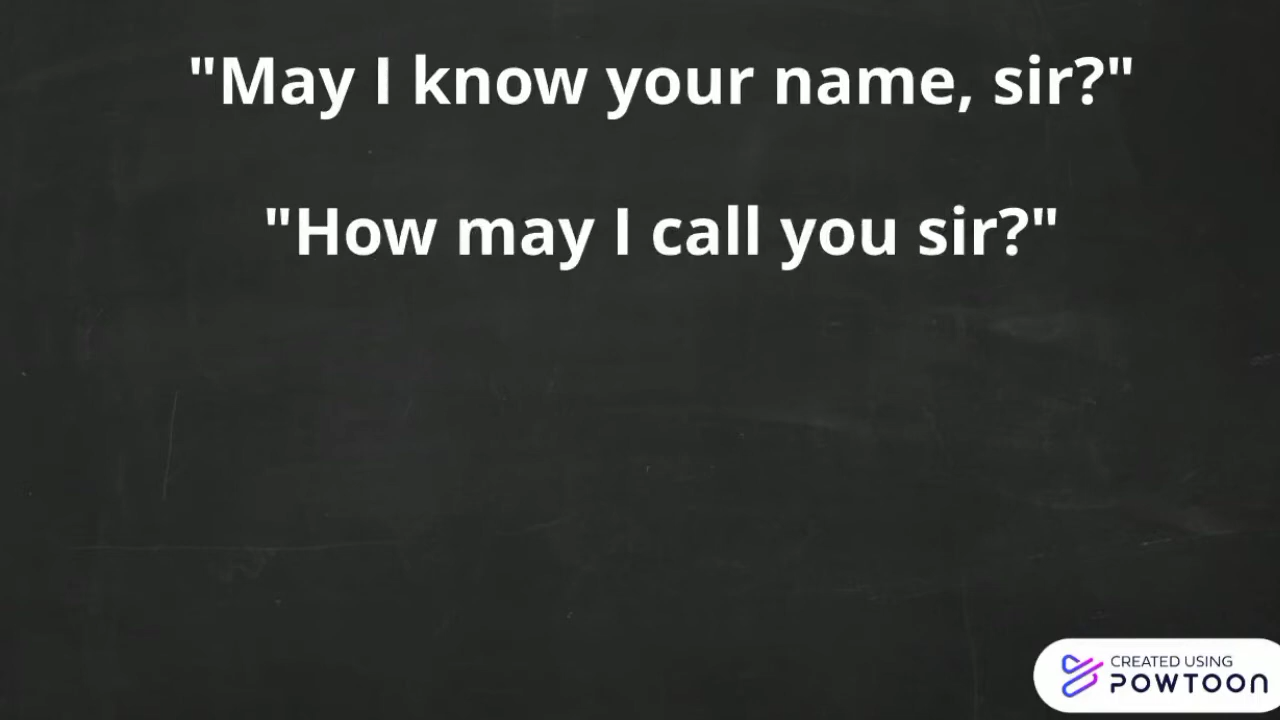 "May I know your name, sir?"
"How may I call you sir?"
CREATED USING
POWTOON